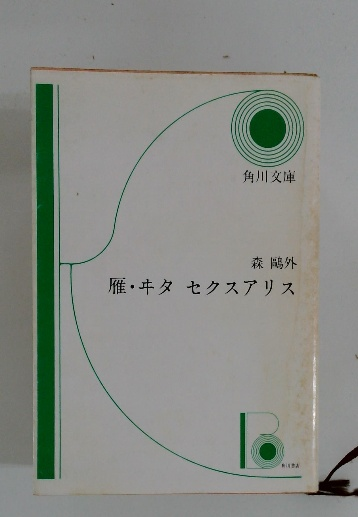 角川文庫
森 鷗外
雁・ヰタ セクスアリス